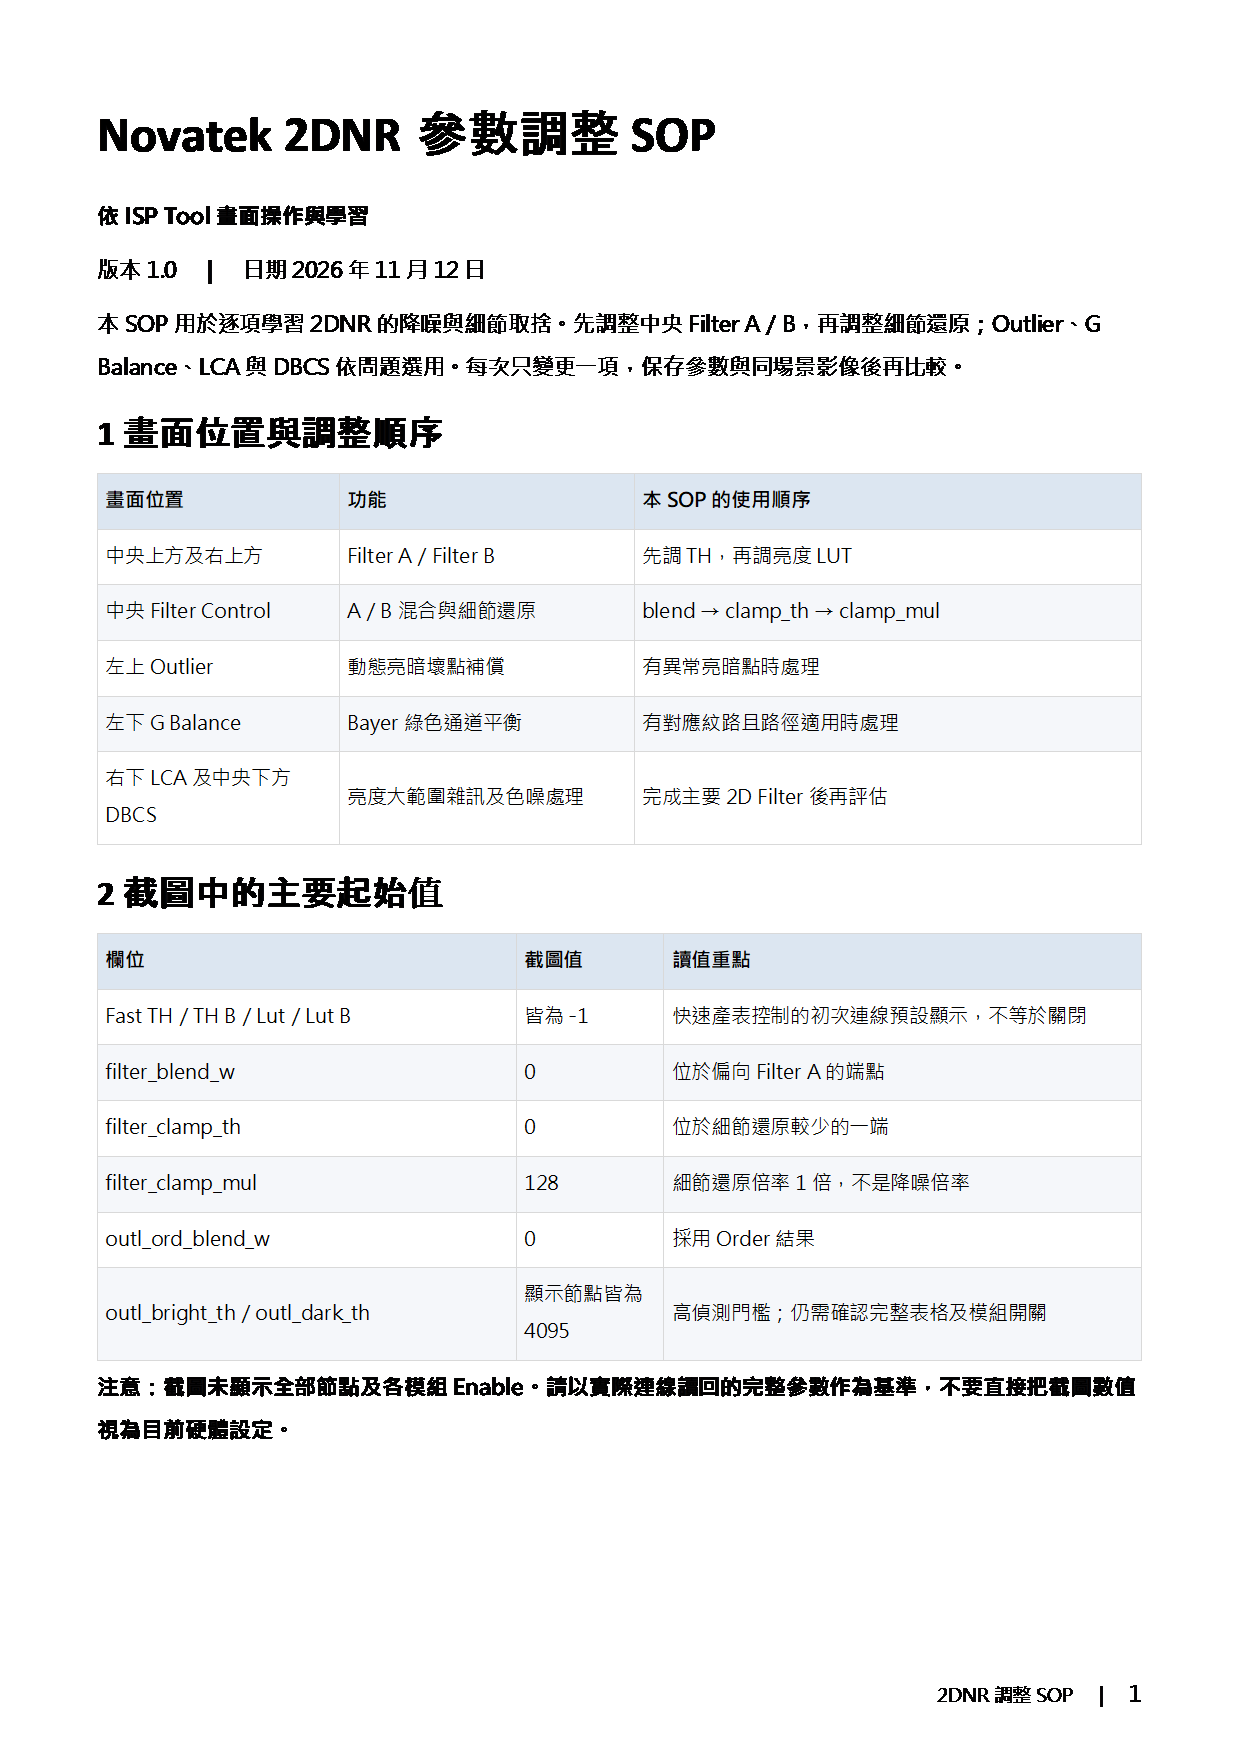 Novatek 2DNR 參數調整 SOP
依 ISP Tool 畫面操作與學習
版本 1.0 | 日期 2026 年 11 月 12 日
本 SOP 用於逐項學習 2DNR 的降噪與細節取捨。先調整中央 Filter A / B，再調整細節還原；Outlier、G
Balance、LCA 與 DBCS 依問題選用。每次只變更一項，保存參數與同場景影像後再比較。
1 畫面位置與調整順序
畫面位置 功能 本 SOP 的使用順序
中央上方及右上方 Filter A / Filter B 先調 TH，再調亮度 LUT
中央 Filter Control A / B 混合與細節還原 blend → clamp_th → clamp_mul
左上 Outlier 動態亮暗壞點補償 有異常亮暗點時處理
左下 G Balance Bayer 綠色通道平衡 有對應紋路且路徑適用時處理
右下 LCA 及中央下方
DBCS 亮度大範圍雜訊及色噪處理 完成主要 2D Filter 後再評估
2 截圖中的主要起始值
欄位 截圖值 讀值重點
Fast TH / TH B / Lut / Lut B 皆為 -1 快速產表控制的初次連線預設顯示，不等於關閉
filter_blend_w 0 位於偏向 Filter A 的端點
filter_clamp_th 0 位於細節還原較少的一端
filter_clamp_mul 128 細節還原倍率 1 倍，不是降噪倍率
outl_ord_blend_w 0 採用 Order 結果
outl_bright_th / outl_dark_th 顯示節點皆為
4095 高偵測門檻；仍需確認完整表格及模組開關
注意：截圖未顯示全部節點及各模組 Enable。請以實際連線讀回的完整參數作為基準，不要直接把截圖數值
視為目前硬體設定。
2DNR 調整 SOP | 1